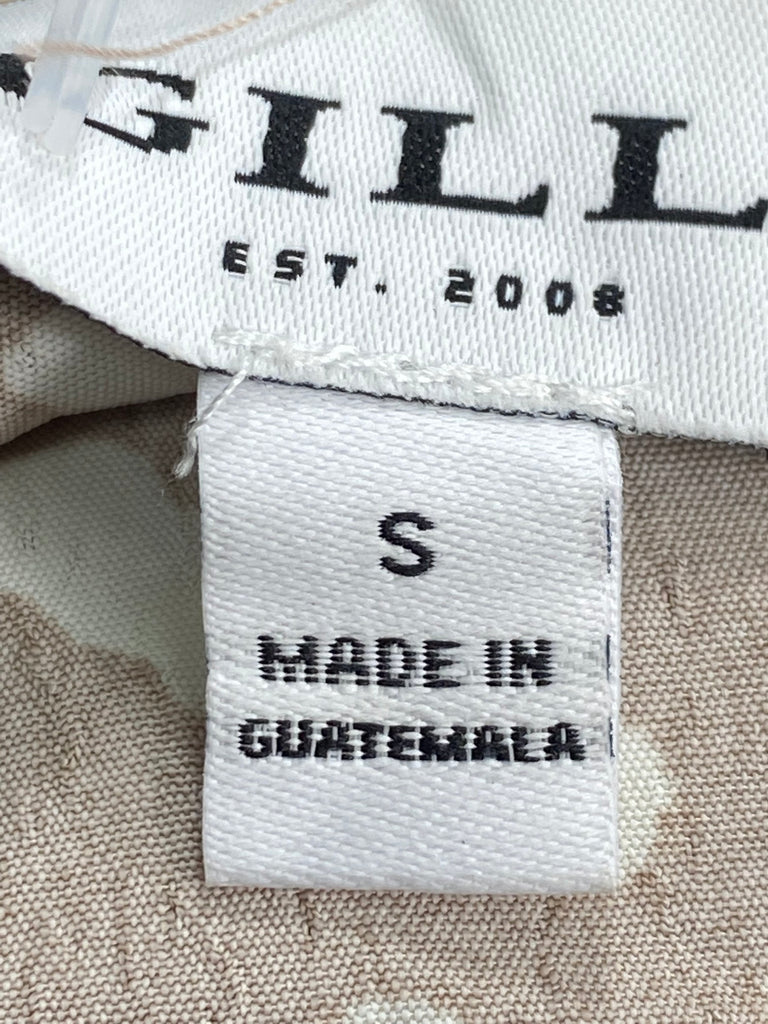 GILL
EST. 2008
S
MADE IN
GUATEMALA